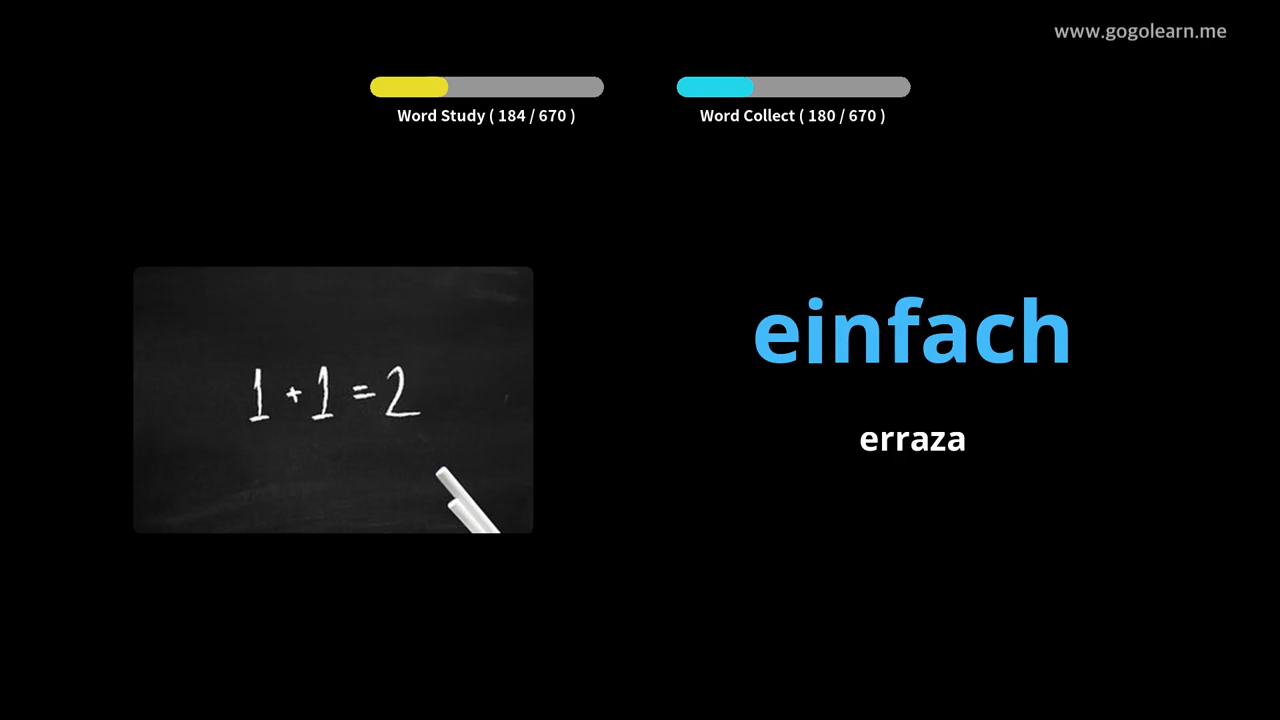 www.gogolearn.me
Word Study ( 184 / 670 )
Word Collect ( 180 / 670 )
1 + 1 = 2
einfach
erraza